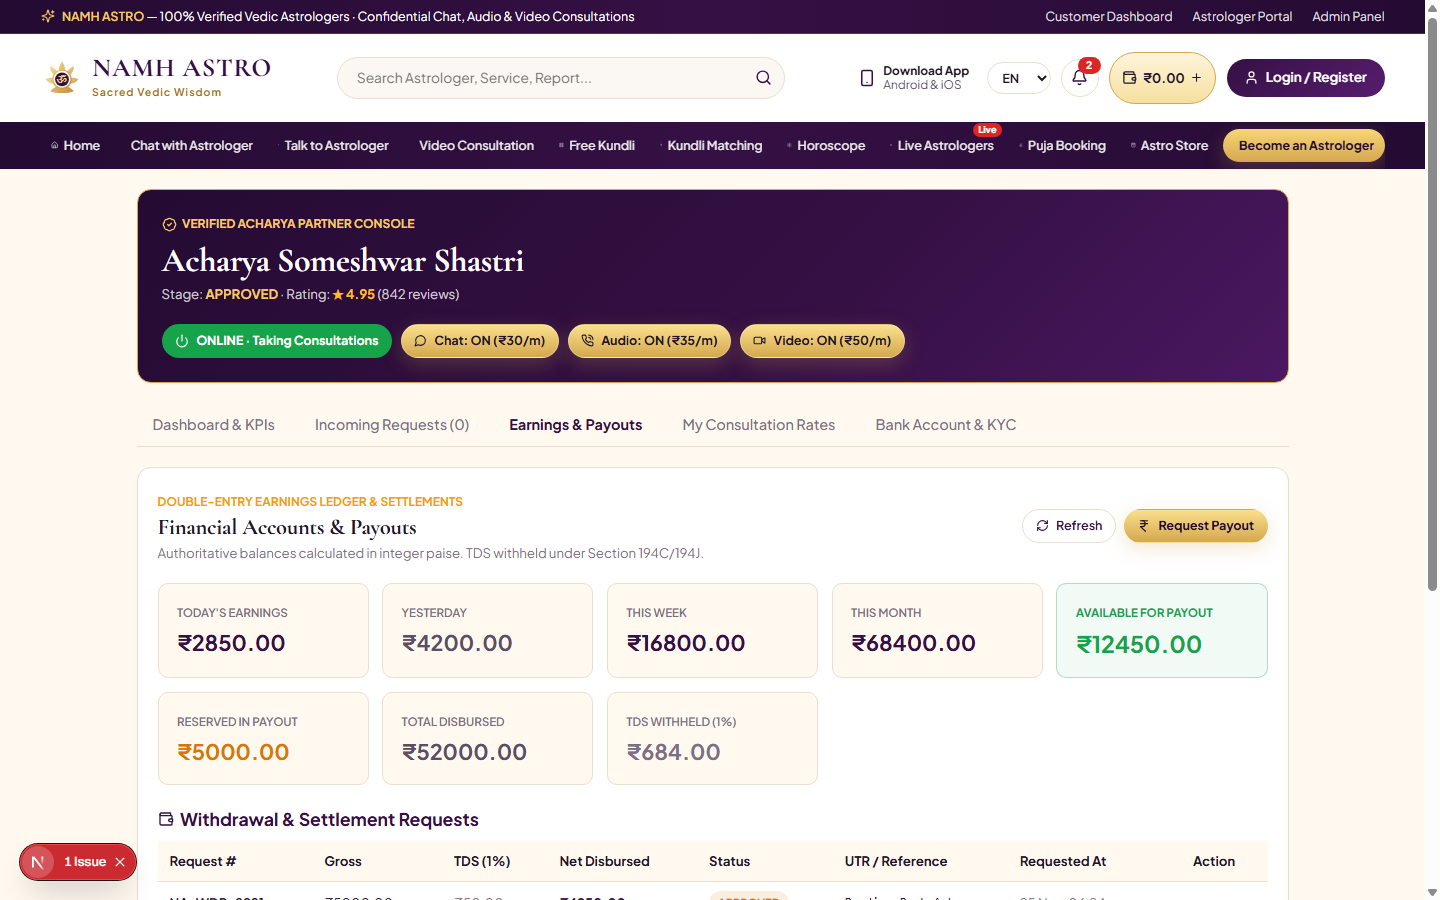 NAMH ASTRO — 100% Verified Vedic Astrologers · Confidential Chat, Audio & Video Consultations
Customer Dashboard Astrologer Portal Admin Panel
NAMH ASTRO
Sacred Vedic Wisdom
Search Astrologer, Service, Report...
Download App
Android & iOS
EN
2
₹0.00 +
Login / Register
Live
Home Chat with Astrologer Talk to Astrologer Video Consultation Free Kundli Kundli Matching Horoscope Live Astrologers Puja Booking Astro Store Become an Astrologer
VERIFIED ACHARYA PARTNER CONSOLE
Acharya Someshwar Shastri
Stage: APPROVED · Rating: ★ 4.95 (842 reviews)
ONLINE · Taking Consultations Chat: ON (₹30/m) Audio: ON (₹35/m) Video: ON (₹50/m)
Dashboard & KPIs Incoming Requests (0) Earnings & Payouts My Consultation Rates Bank Account & KYC
DOUBLE-ENTRY EARNINGS LEDGER & SETTLEMENTS
Financial Accounts & Payouts
Authoritative balances calculated in integer paise. TDS withheld under Section 194C/194J.
Refresh ₹ Request Payout
TODAY'S EARNINGS
₹2850.00
YESTERDAY
₹4200.00
THIS WEEK
₹16800.00
THIS MONTH
₹68400.00
AVAILABLE FOR PAYOUT
₹12450.00
RESERVED IN PAYOUT
₹5000.00
TOTAL DISBURSED
₹52000.00
TDS WITHHELD (1%)
₹684.00
Withdrawal & Settlement Requests
Request # Gross TDS (1%) Net Disbursed Status UTR / Reference Requested At Action
N 1 Issue ×